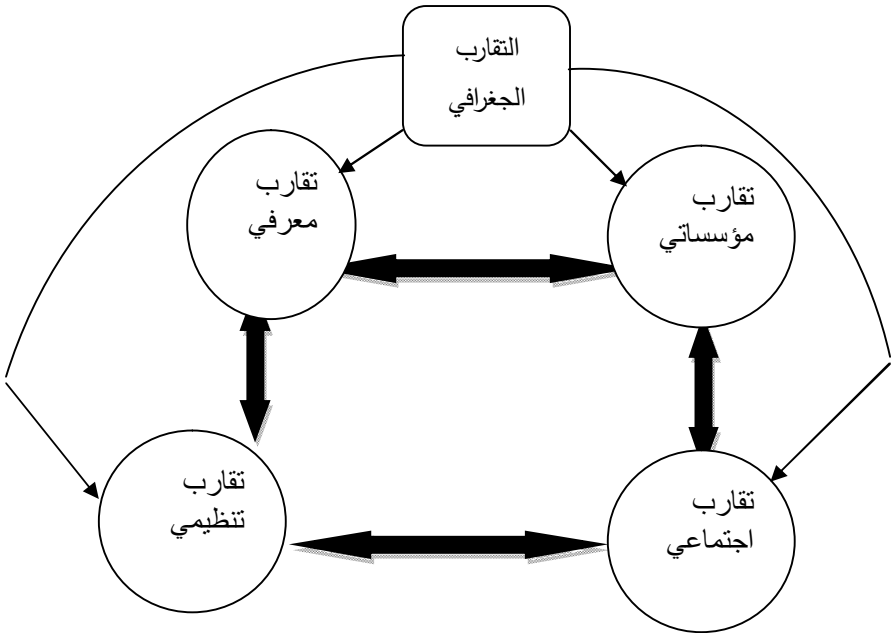 التقارب
الجغرافي
تقارب
مؤسساتي
تقارب
معرفي
تقارب
اجتماعي
تقارب
تنظيمي